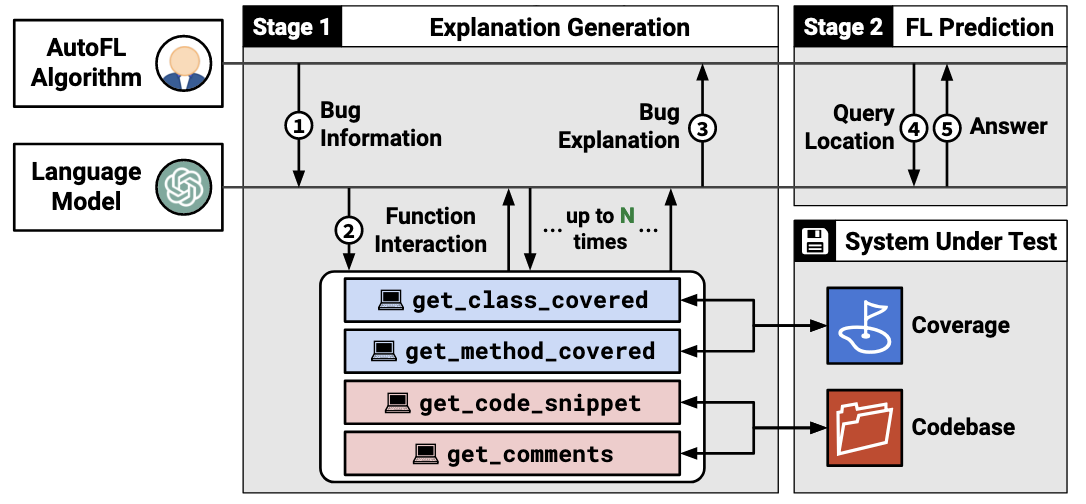 AutoFL
Algorithm
Language
Model
Stage 1
Explanation Generation
1
Bug
Information
Bug
Explanation
3
2
Function
Interaction
... up to N ...
times
get_class_covered
get_method_covered
get_code_snippet
get_comments
Stage 2
FL Prediction
Query
Location
4
5
Answer
System Under Test
Coverage
Codebase